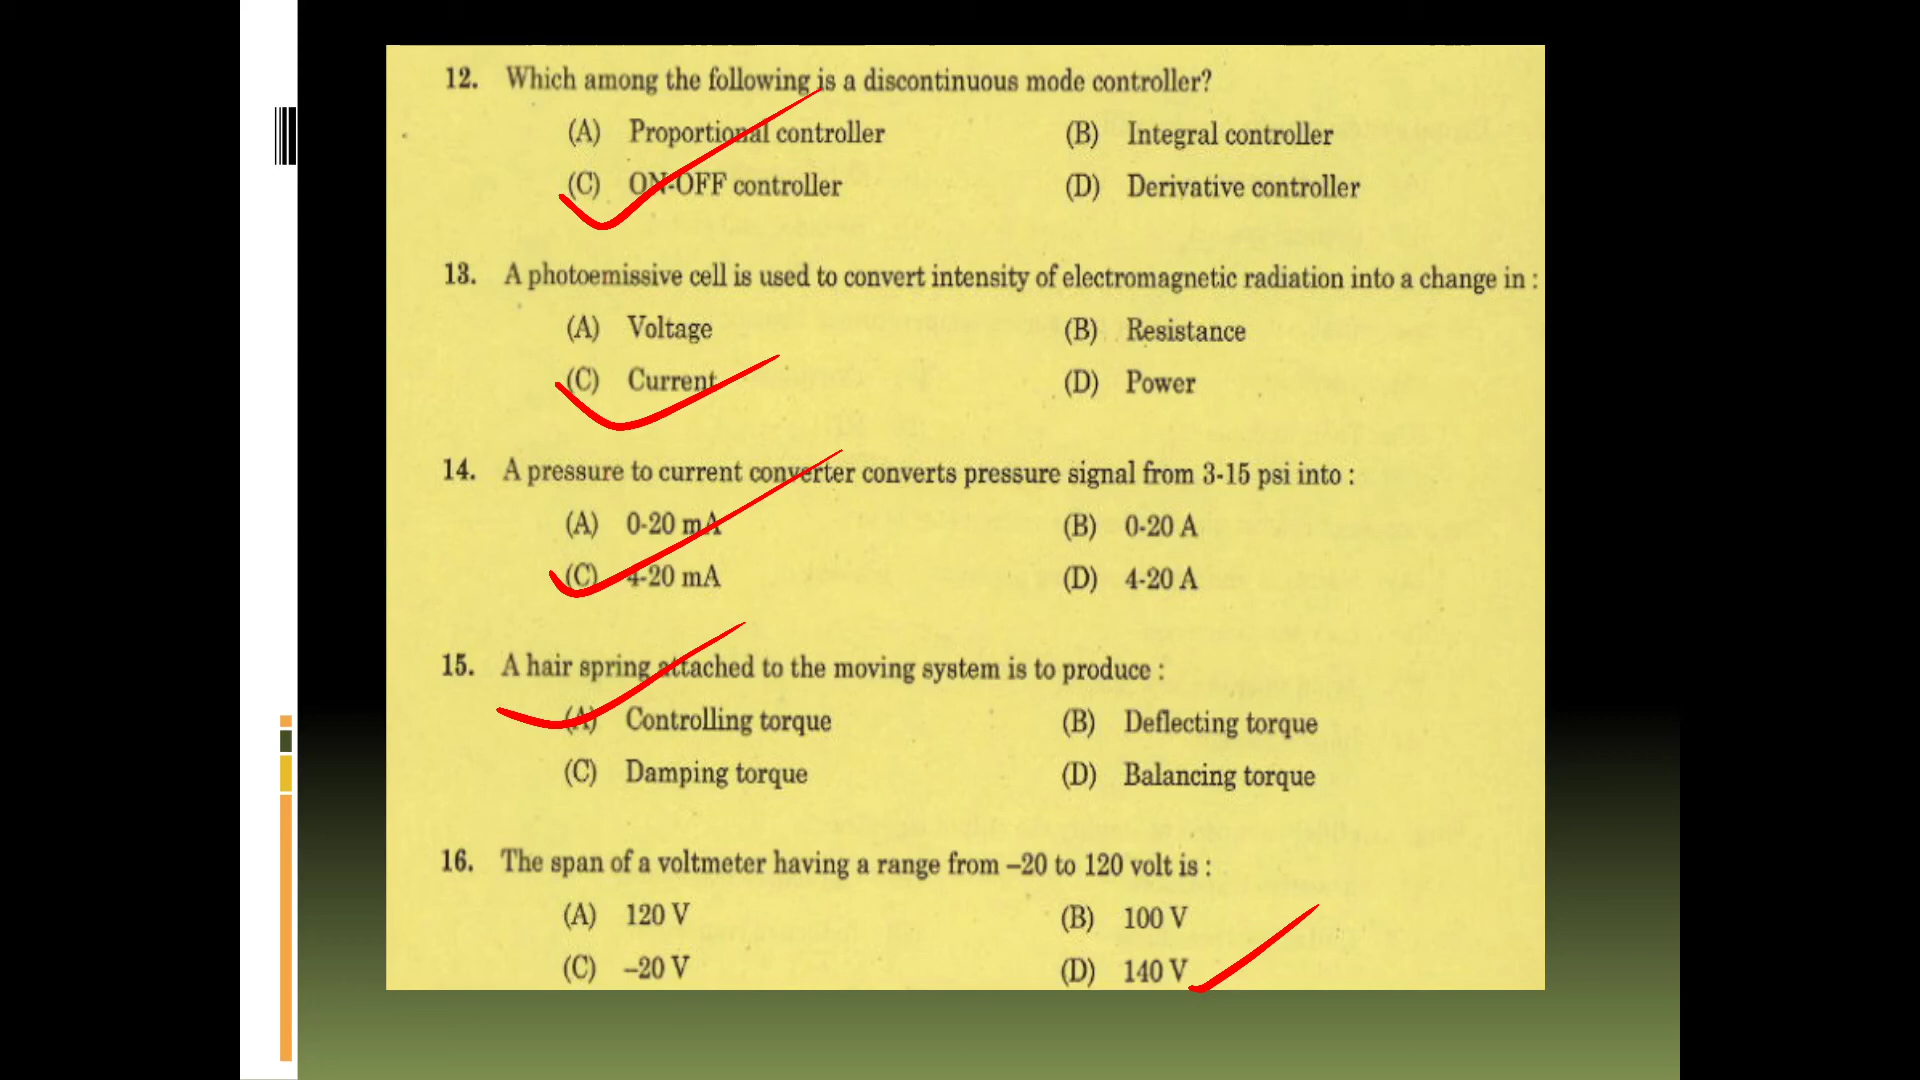 12. Which among the following is a discontinuous mode controller?
(A) Proportional controller (B) Integral controller
(C) ON-OFF controller (D) Derivative controller
13. A photoemissive cell is used to convert intensity of electromagnetic radiation into a change in :
(A) Voltage (B) Resistance
(C) Current (D) Power
14. A pressure to current converter converts pressure signal from 3-15 psi into :
(A) 0-20 mA (B) 0-20 A
(C) 4-20 mA (D) 4-20 A
15. A hair spring attached to the moving system is to produce :
(A) Controlling torque (B) Deflecting torque
(C) Damping torque (D) Balancing torque
16. The span of a voltmeter having a range from –20 to 120 volt is :
(A) 120 V (B) 100 V
(C) –20 V (D) 140 V